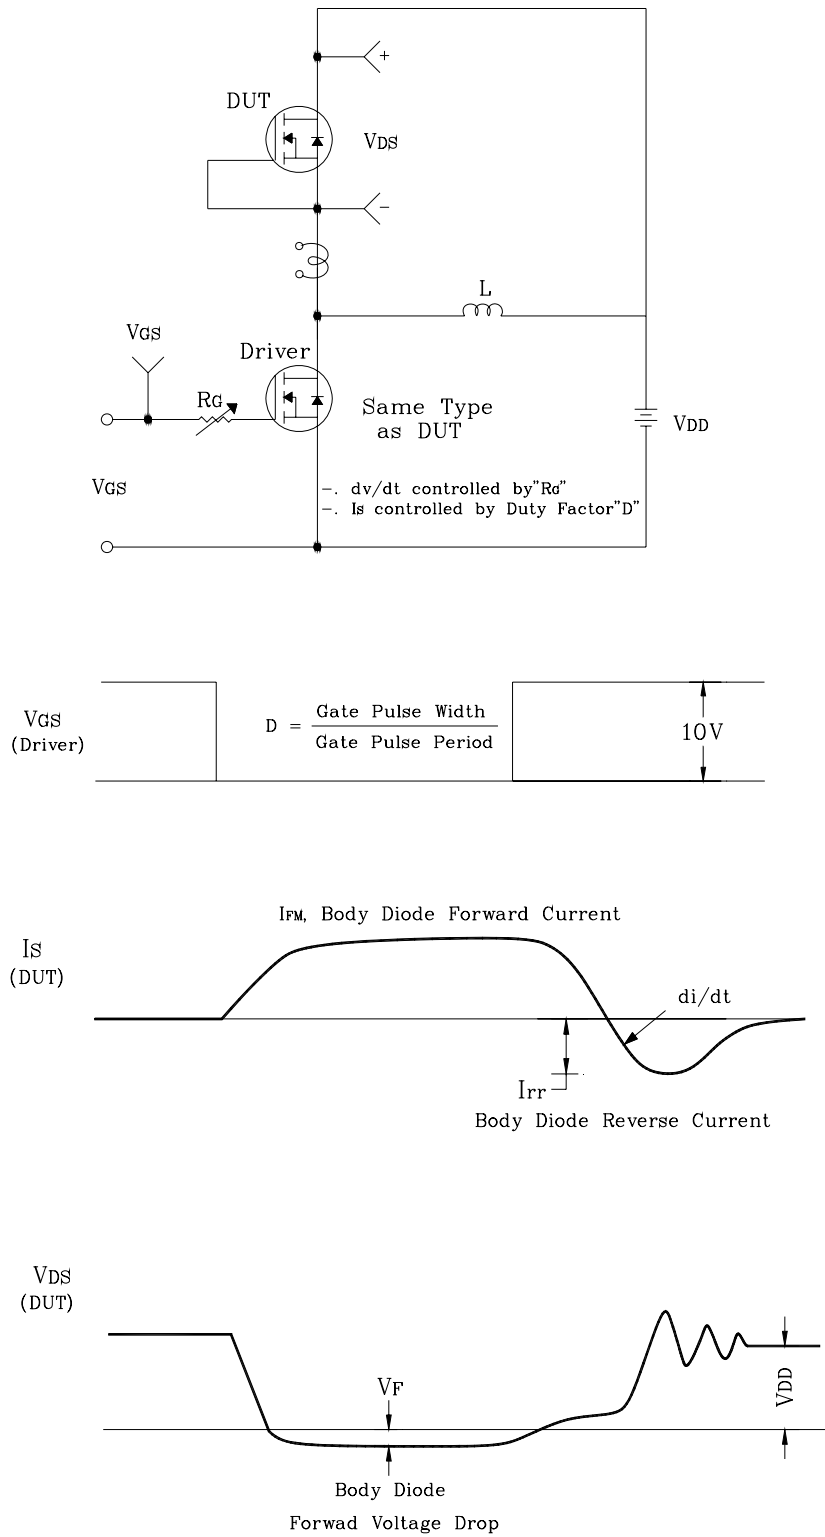 +
DUT
VDS
−
L
VGS
Driver
RG
Same Type
as DUT
VDD
VGS
−. dv/dt controlled by"RG"
−. Is controlled by Duty Factor"D"
VGS
(Driver)
D = Gate Pulse Width
Gate Pulse Period
10V
IFM, Body Diode Forward Current
IS
(DUT)
di/dt
Irr
Body Diode Reverse Current
VDS
(DUT)
VF
VDD
Body Diode
Forwad Voltage Drop